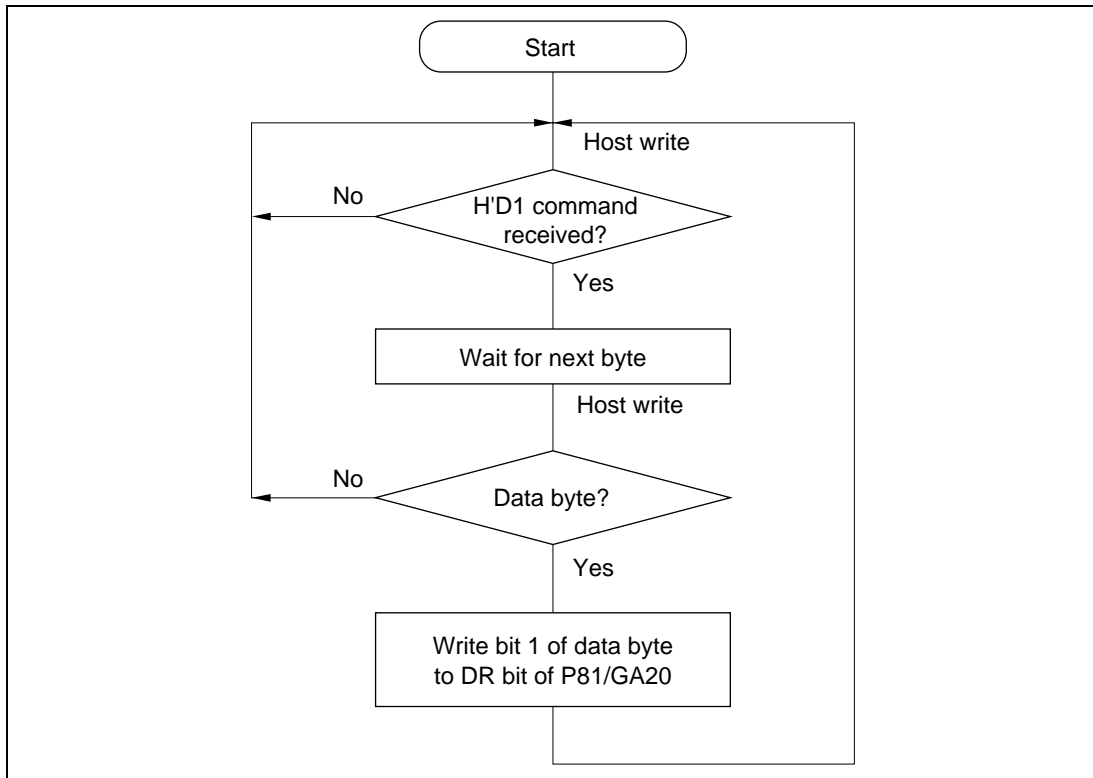 Start
Host write
No
H'D1 command
received?
Yes
Wait for next byte
Host write
No
Data byte?
Yes
Write bit 1 of data byte
to DR bit of P81/GA20